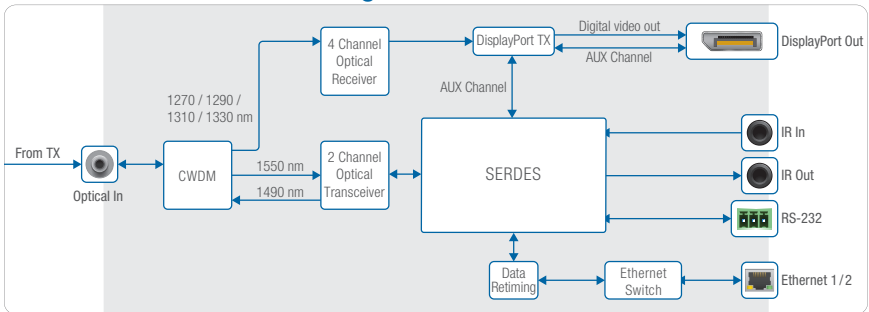 4 Channel
Optical
Receiver
DisplayPort TX
Digital video out
AUX Channel
DisplayPort Out
AUX Channel
1270 / 1290 /
1310 / 1330 nm
From TX
Optical In
CWDM
1550 nm
1490 nm
2 Channel
Optical
Transceiver
SERDES
IR In
IR Out
RS-232
Data
Retiming
Ethernet
Switch
Ethernet 1/2